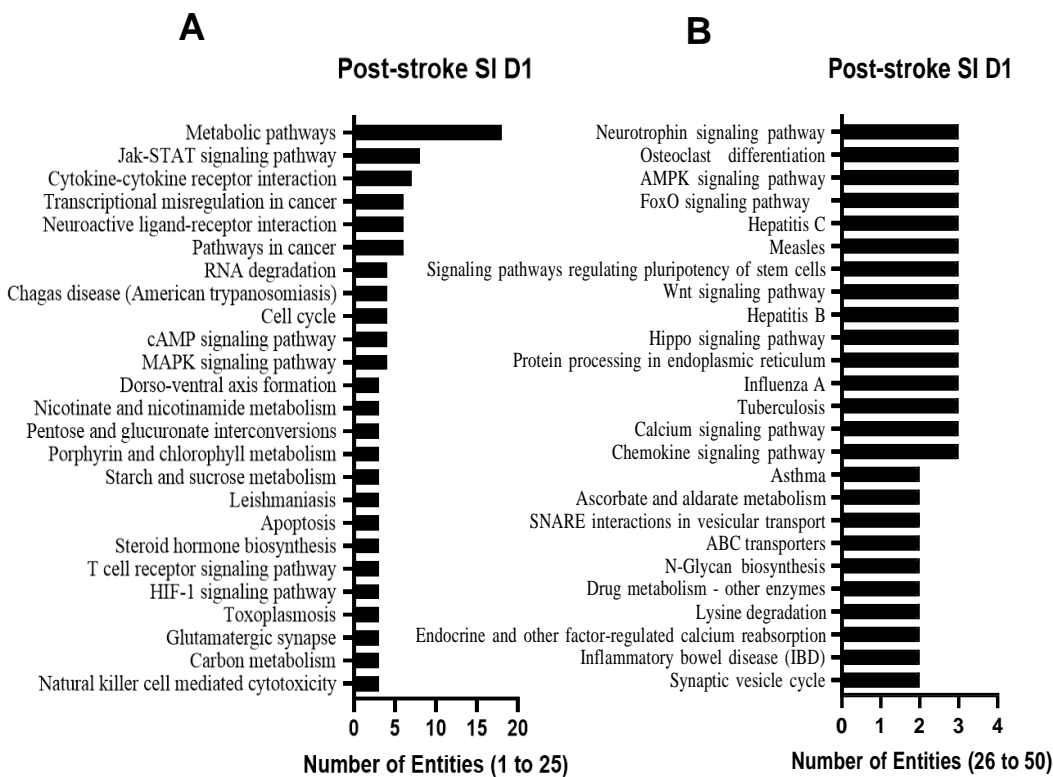 A
Post-stroke SI D1
Metabolic pathways
Jak-STAT signaling pathway
Cytokine-cytokine receptor interaction
Transcriptional misregulation in cancer
Neuroactive ligand-receptor interaction
Pathways in cancer
RNA degradation
Chagas disease (American trypanosomiasis)
Cell cycle
cAMP signaling pathway
MAPK signaling pathway
Dorso-ventral axis formation
Nicotinate and nicotinamide metabolism
Pentose and glucuronate interconversions
Porphyrin and chlorophyll metabolism
Starch and sucrose metabolism
Leishmaniasis
Apoptosis
Steroid hormone biosynthesis
T cell receptor signaling pathway
HIF-1 signaling pathway
Toxoplasmosis
Glutamatergic synapse
Carbon metabolism
Natural killer cell mediated cytotoxicity
0 5 10 15 20
Number of Entities (1 to 25)
B
Post-stroke SI D1
Neurotrophin signaling pathway
Osteoclast differentiation
AMPK signaling pathway
FoxO signaling pathway
Hepatitis C
Measles
Signaling pathways regulating pluripotency of stem cells
Wnt signaling pathway
Hepatitis B
Hippo signaling pathway
Protein processing in endoplasmic reticulum
Influenza A
Tuberculosis
Calcium signaling pathway
Chemokine signaling pathway
Asthma
Ascorbate and aldarate metabolism
SNARE interactions in vesicular transport
ABC transporters
N-Glycan biosynthesis
Drug metabolism - other enzymes
Lysine degradation
Endocrine and other factor-regulated calcium reabsorption
Inflammatory bowel disease (IBD)
Synaptic vesicle cycle
0 1 2 3 4
Number of Entities (26 to 50)